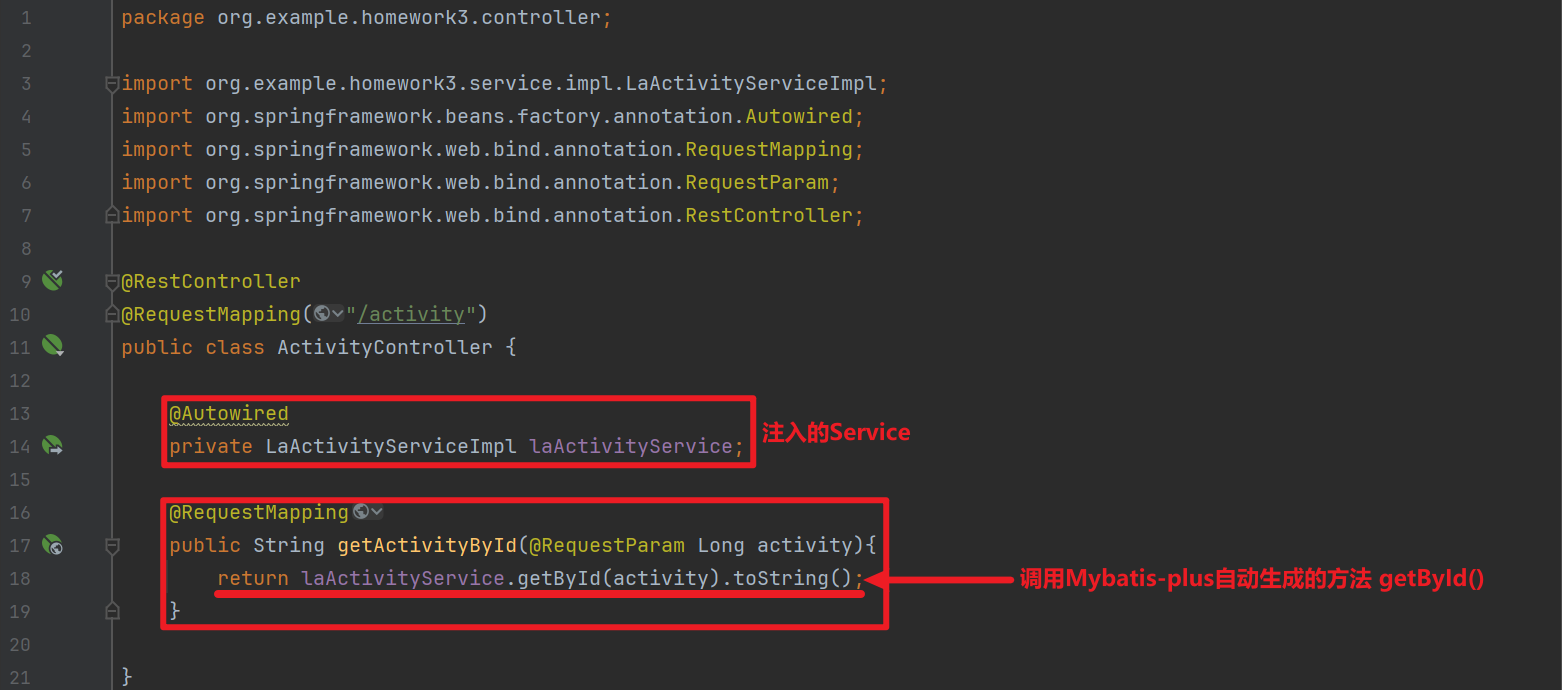 1 package org.example.homework3.controller;
2
3 import org.example.homework3.service.impl.LaActivityServiceImpl;
4 import org.springframework.beans.factory.annotation.Autowired;
5 import org.springframework.web.bind.annotation.RequestMapping;
6 import org.springframework.web.bind.annotation.RequestParam;
7 import org.springframework.web.bind.annotation.RestController;
8
9 @RestController
10 @RequestMapping("/activity")
11 public class ActivityController {
12
13 @Autowired
注入的Service
14 private LaActivityServiceImpl laActivityService;
15
16 @RequestMapping
17 public String getActivityById(@RequestParam Long activity){
18 return laActivityService.getById(activity).toString(); 调用Mybatis-plus自动生成的方法 getById()
19 }
20
21 }